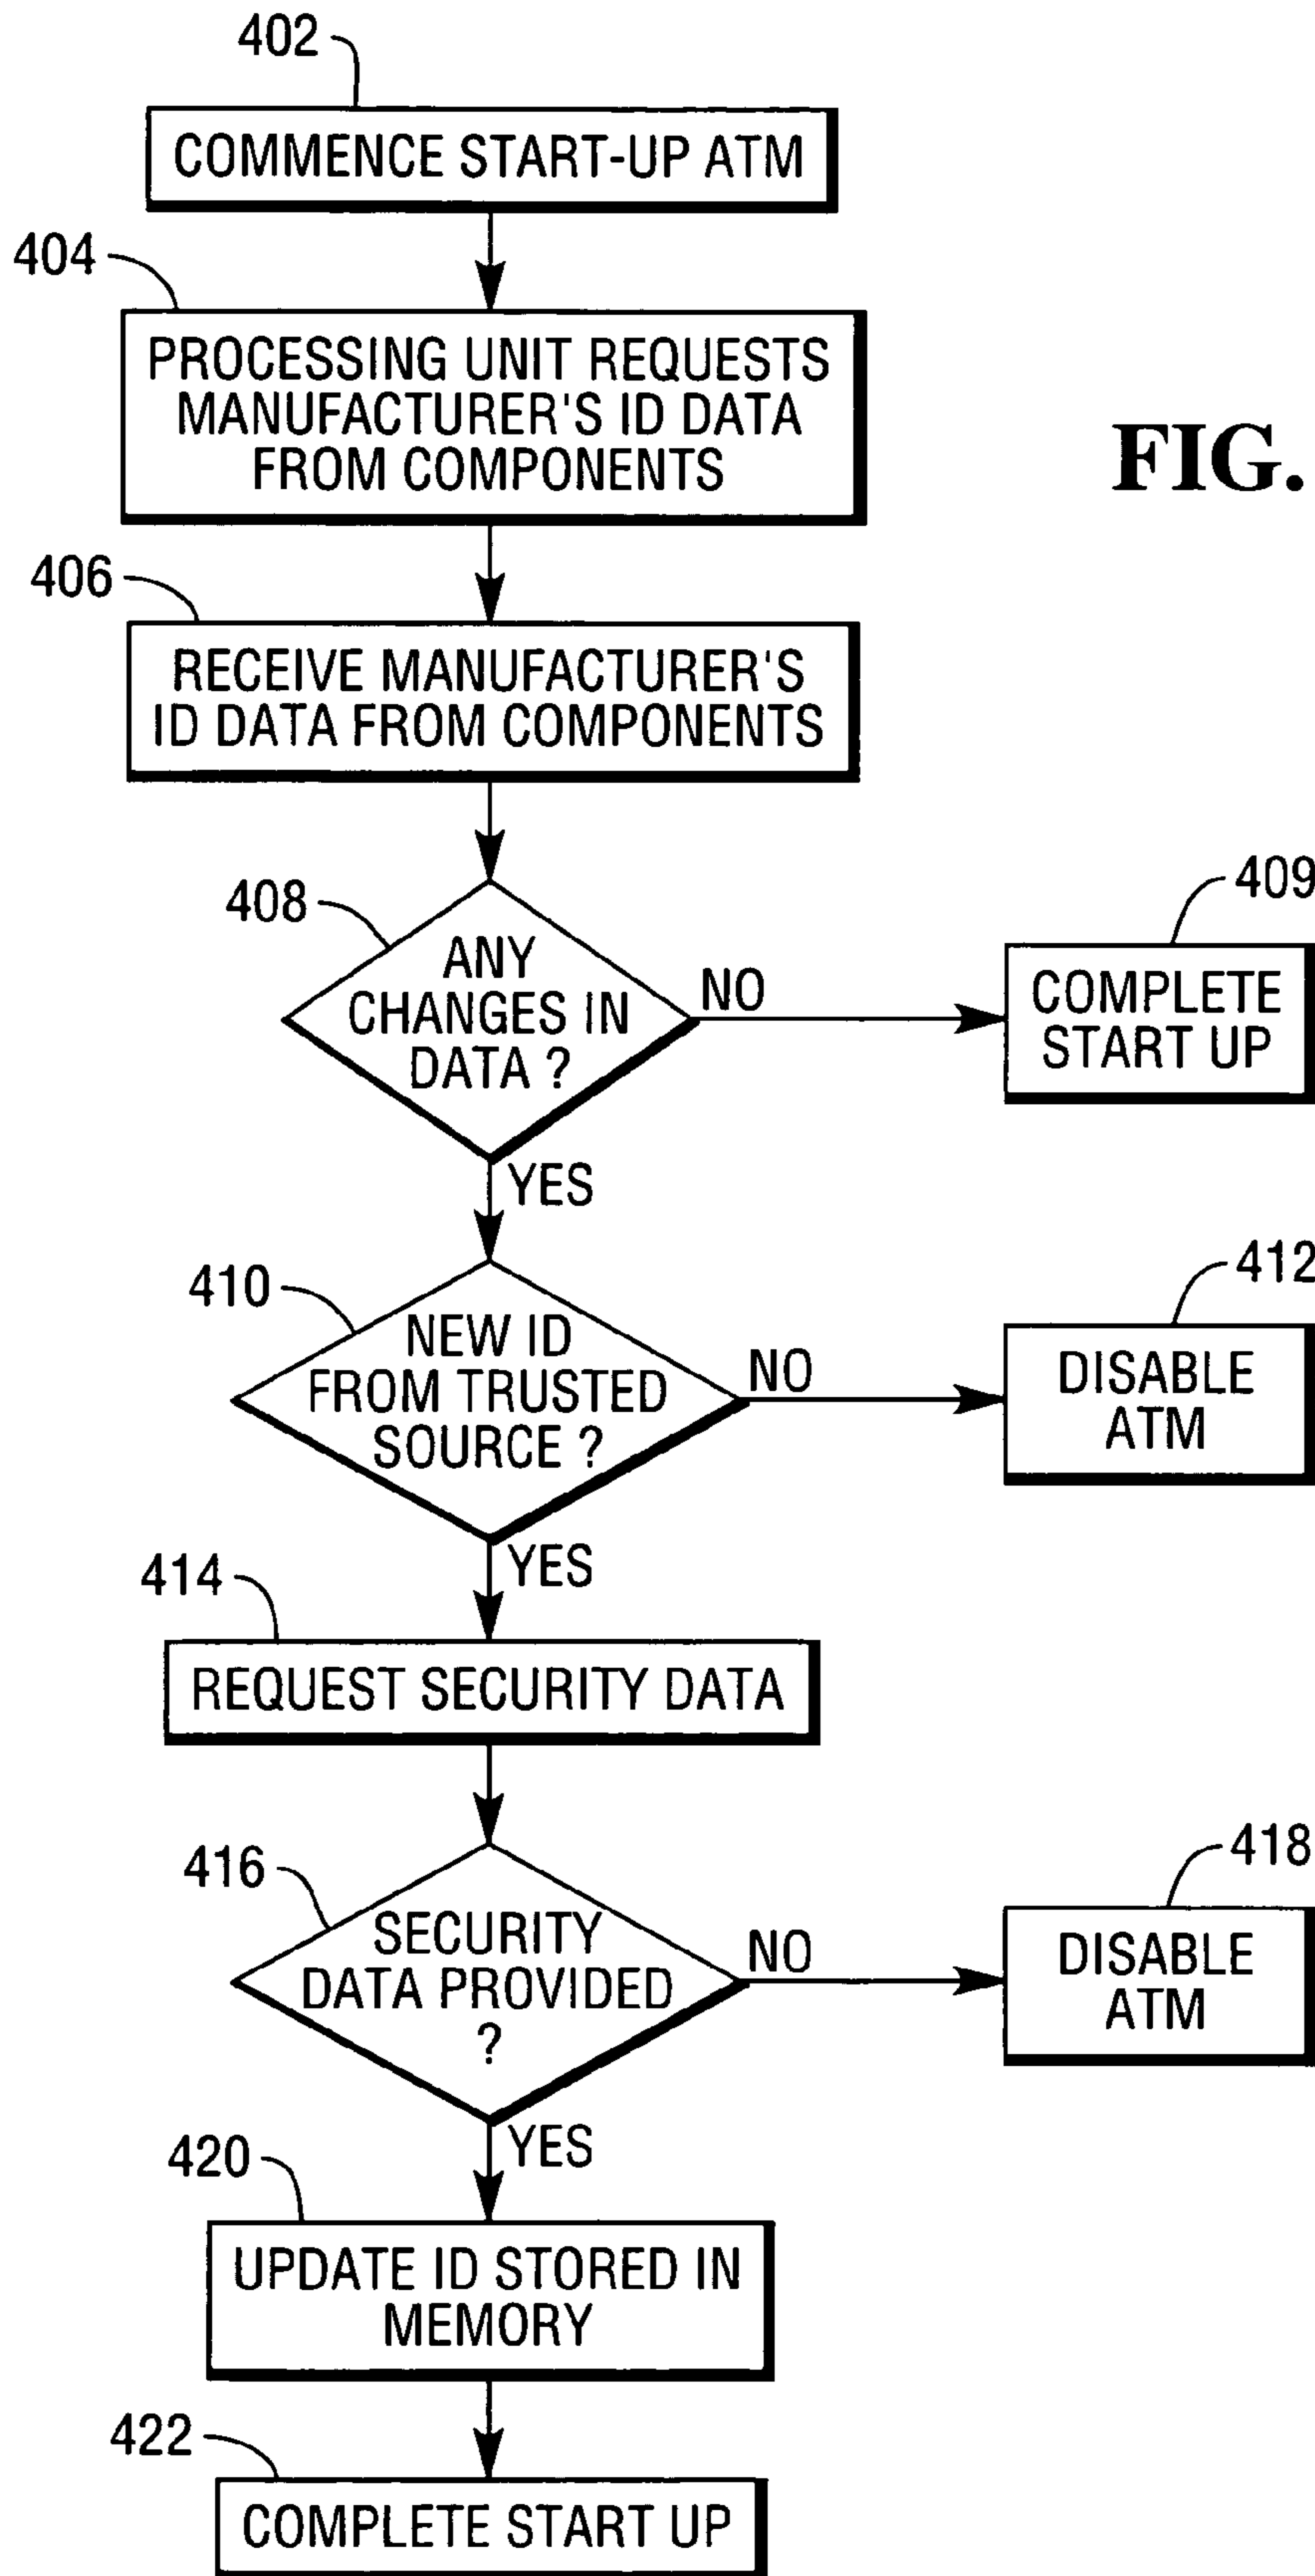 402
COMMENCE START-UP ATM
404
PROCESSING UNIT REQUESTS
MANUFACTURER'S ID DATA
FROM COMPONENTS
FIG.
406
RECEIVE MANUFACTURER'S
ID DATA FROM COMPONENTS
408
ANY
CHANGES IN
DATA ?
NO
409
COMPLETE
START UP
YES
410
NEW ID
FROM TRUSTED
SOURCE ?
NO
412
DISABLE
ATM
YES
414
REQUEST SECURITY DATA
416
SECURITY
DATA PROVIDED
?
NO
418
DISABLE
ATM
YES
420
UPDATE ID STORED IN
MEMORY
422
COMPLETE START UP